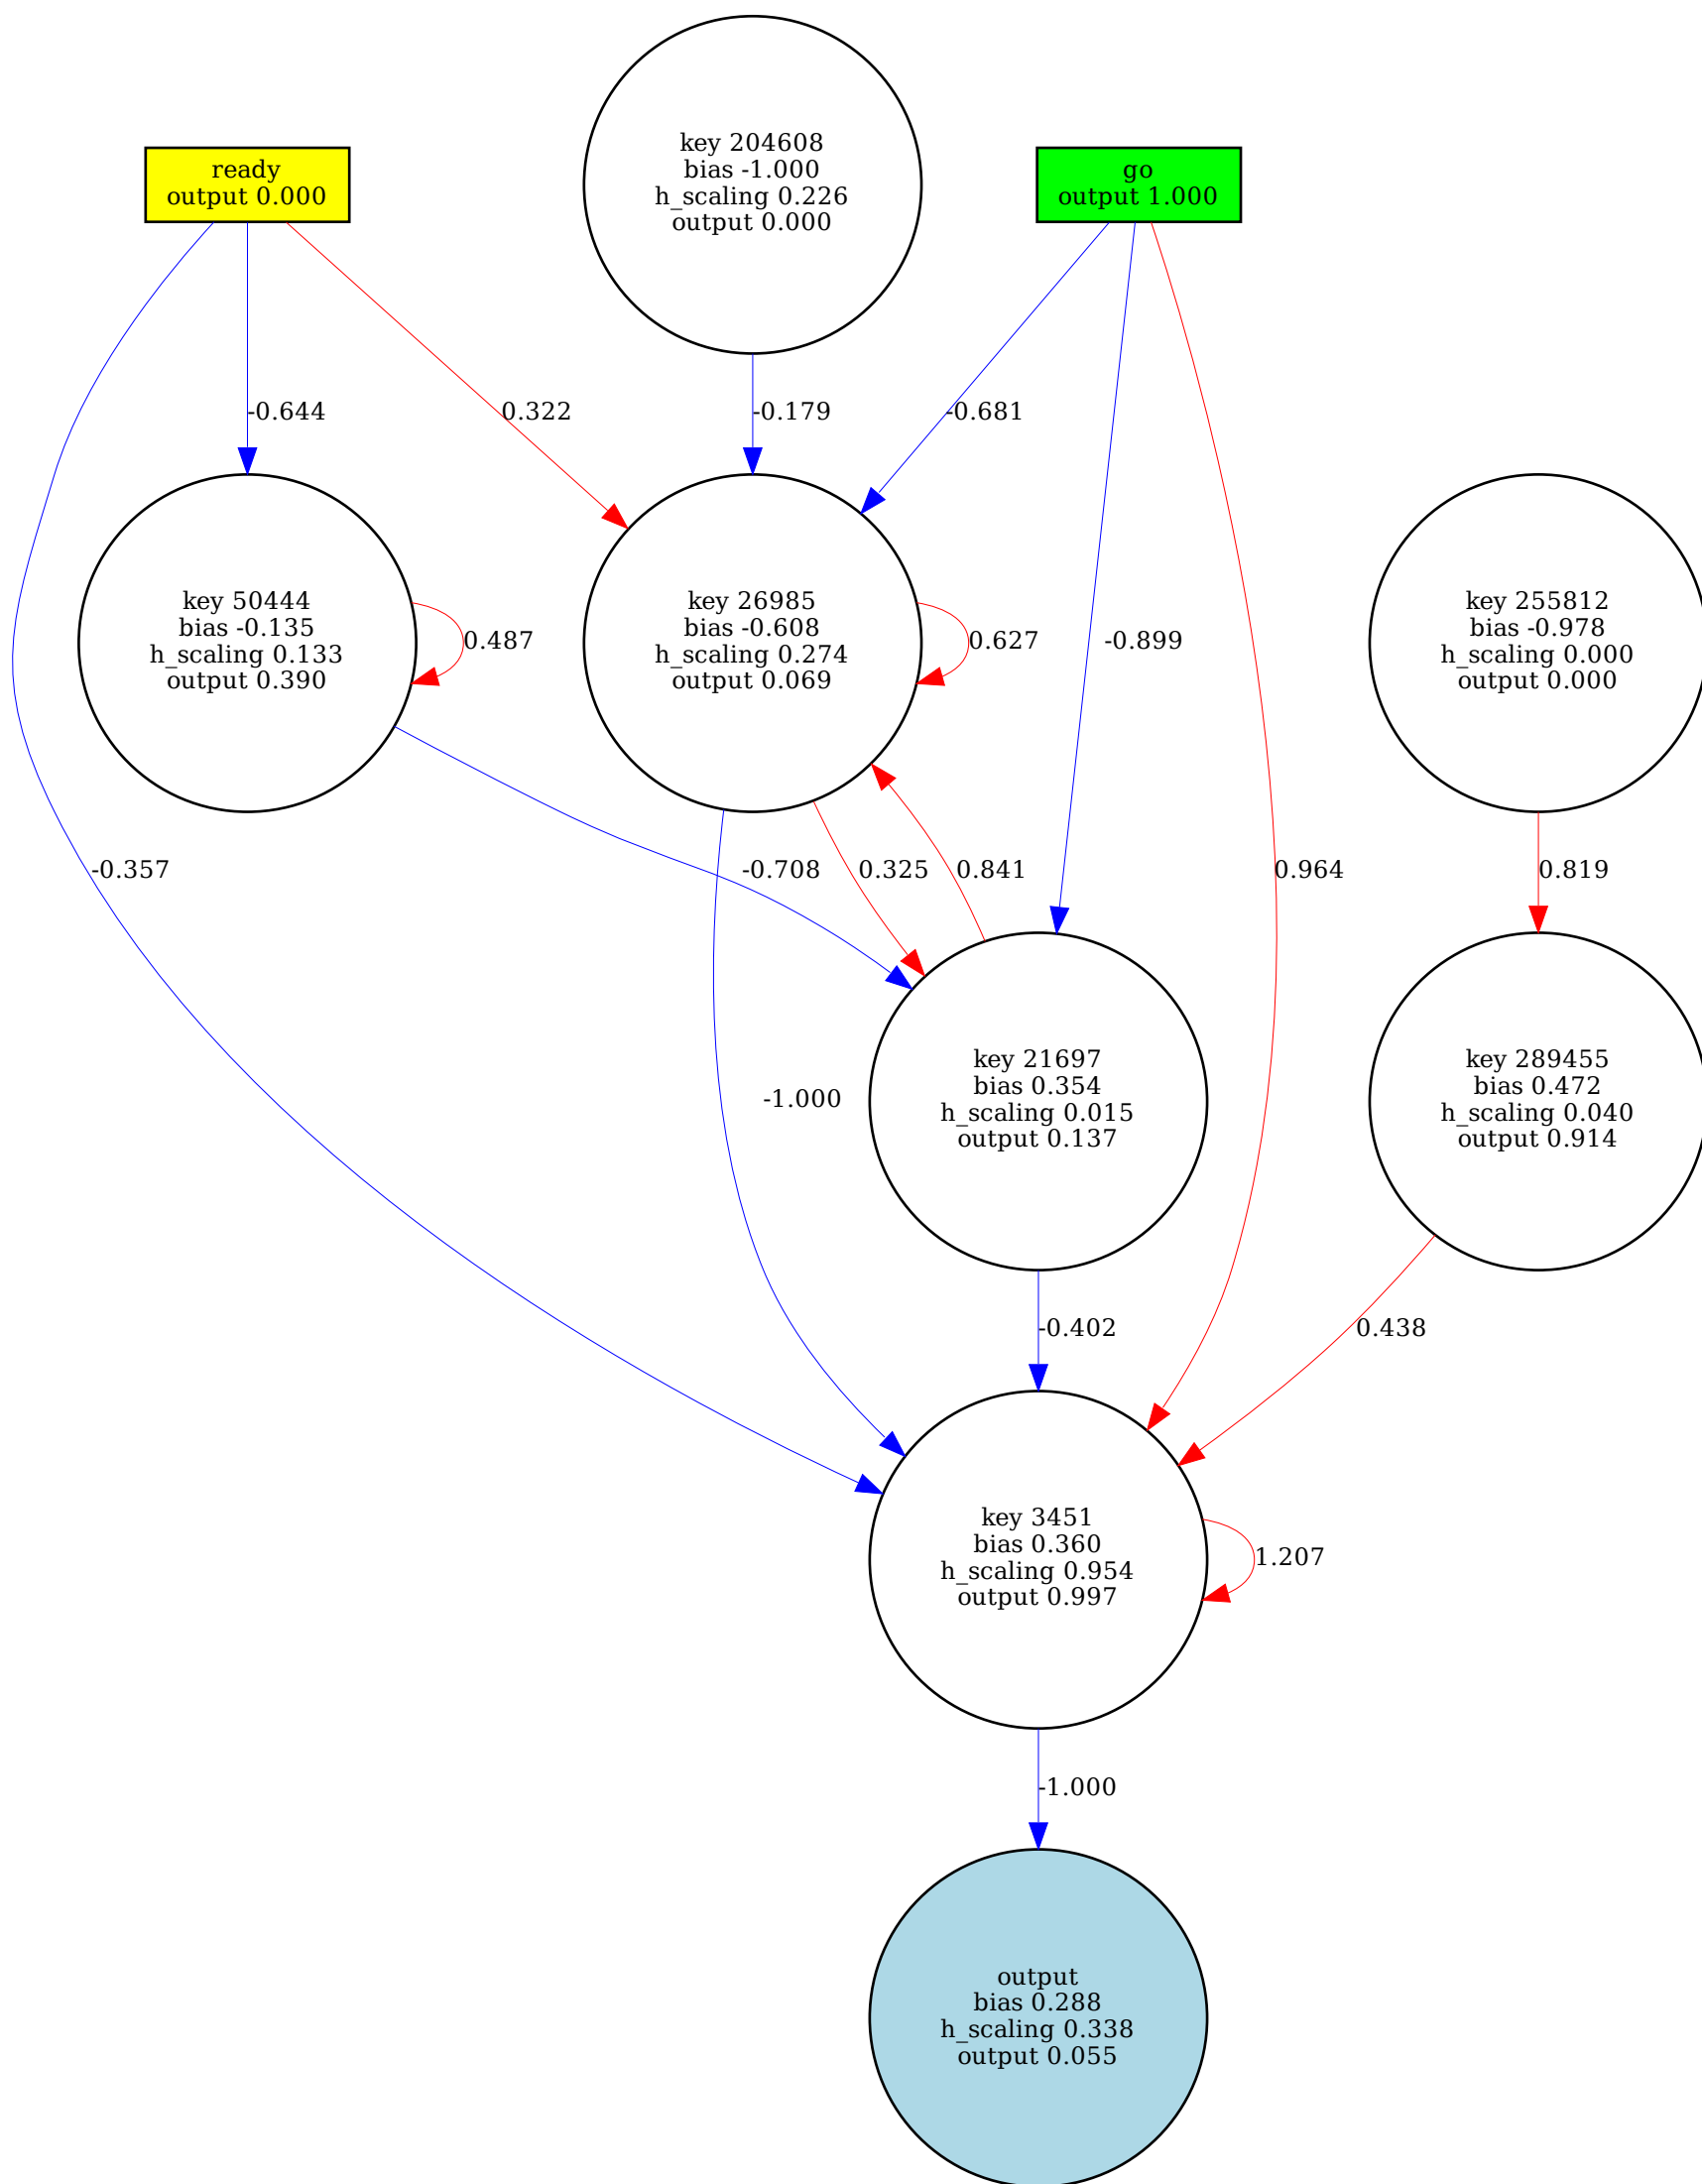 key 204608
bias -1.000
h_scaling 0.226
output 0.000
ready
output 0.000
go
output 1.000
-0.644
0.322
-0.179
-0.681
key 50444
bias -0.135
h_scaling 0.133
output 0.390
0.487
key 26985
bias -0.608
h_scaling 0.274
output 0.069
0.627
-0.899
key 255812
bias -0.978
h_scaling 0.000
output 0.000
-0.357
-0.708
0.325
0.841
0.964
0.819
-1.000
key 21697
bias 0.354
h_scaling 0.015
output 0.137
key 289455
bias 0.472
h_scaling 0.040
output 0.914
-0.402
0.438
key 3451
bias 0.360
h_scaling 0.954
output 0.997
1.207
-1.000
output
bias 0.288
h_scaling 0.338
output 0.055